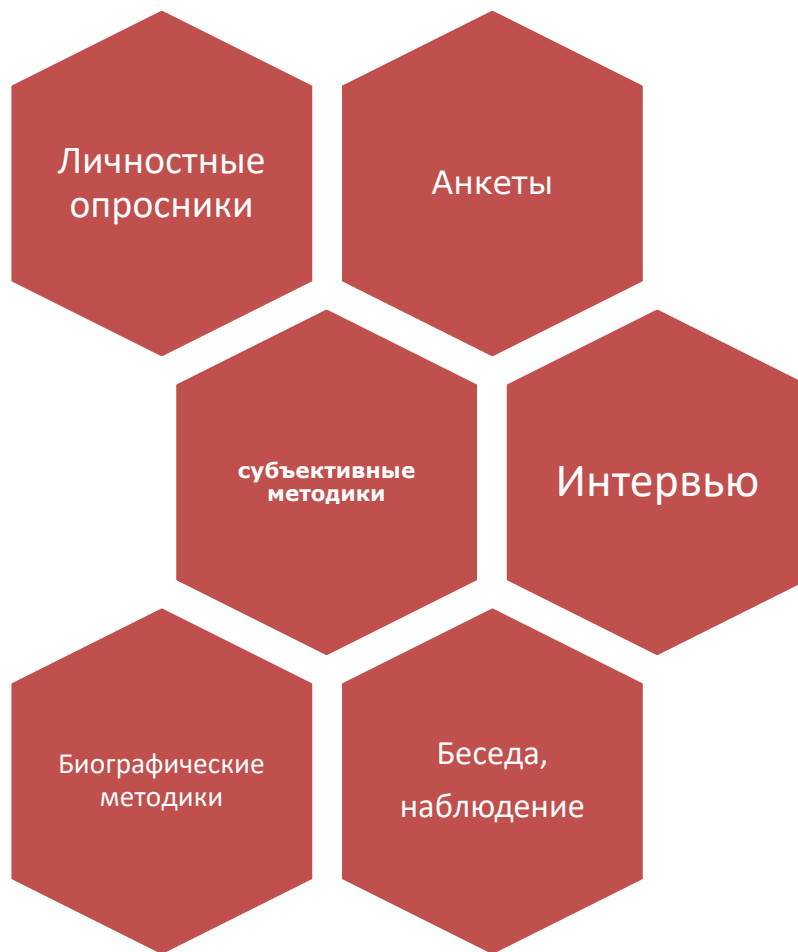 Личностные
опросники
Анкеты
субъективные
методики
Интервью
Биографические
методики
Беседа,
наблюдение